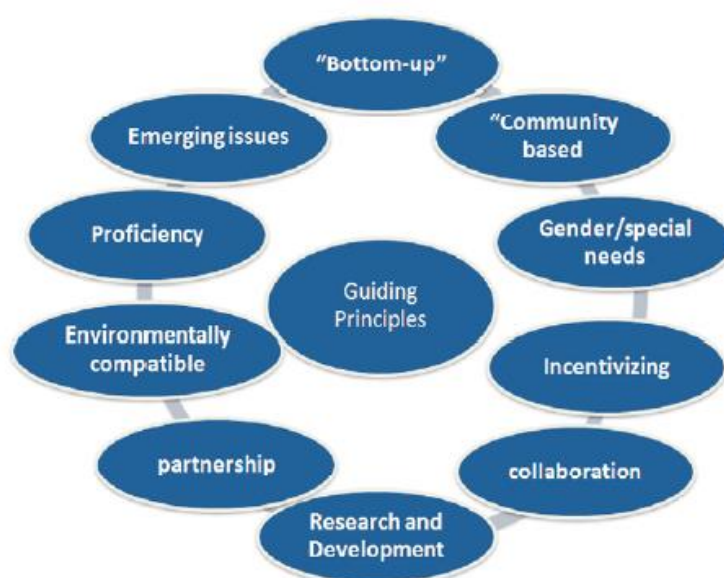 “Bottom-up”
“Community
based
Gender/special
needs
Incentivizing
collaboration
Research and
Development
partnership
Environmentally
compatible
Proficiency
Emerging issues
Guiding
Principles